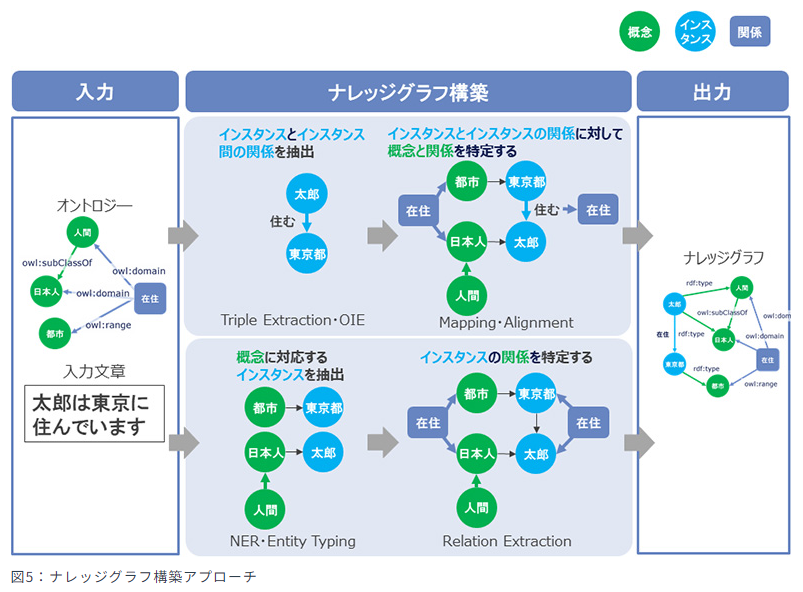 概念
インス
タンス
関係
入力
ナレッジグラフ構築
出力
オントロジー
人間
owl:subClassOf
owl:domain
日本人
owl:domain
在住
owl:range
都市
入力文章
太郎は東京に
住んでいます
インスタンスとインスタンス
間の関係を抽出
太郎
住む
東京都
Triple Extraction・OIE
インスタンスとインスタンスの関係に対して
概念と関係を特定する
都市
東京都
在住
住む
在住
日本人
太郎
人間
Mapping・Alignment
概念に対応する
インスタンスを抽出
都市
東京都
日本人
太郎
人間
NER・Entity Typing
インスタンスの関係を特定する
都市
東京都
在住
在住
日本人
太郎
人間
Relation Extraction
ナレッジグラフ
rdf:type
人間
太郎
owl:subClassOf
owl:dom
在住
rdf:type
日本人
owl:domain
東京都
rdf:type
在住
都市
owl:range
図5：ナレッジグラフ構築アプローチ